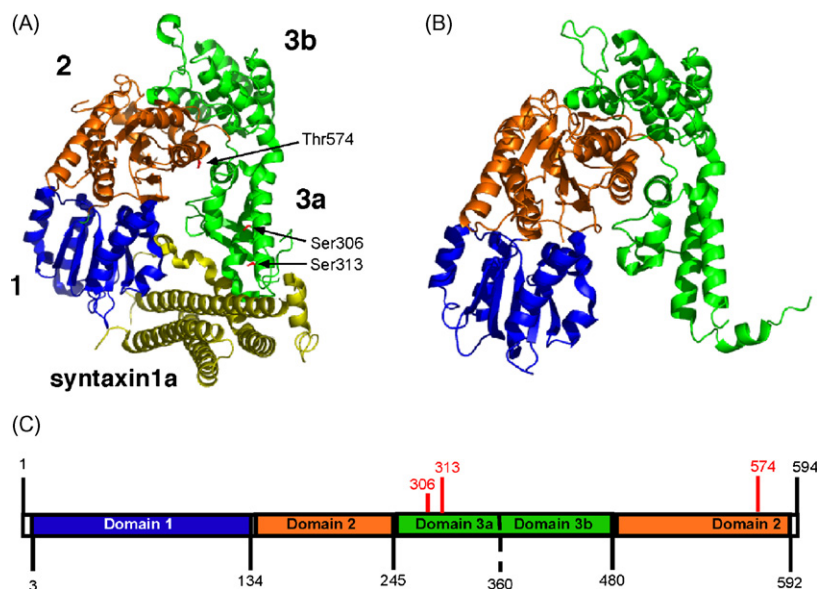 (A)
(B)
3b
2
Thr574
3a
Ser306
Ser313
1
syntaxin1a
(C)
1
306
313
574
594
Domain 1
Domain 2
Domain 3a
Domain 3b
Domain 2
3
134
245
360
480
592